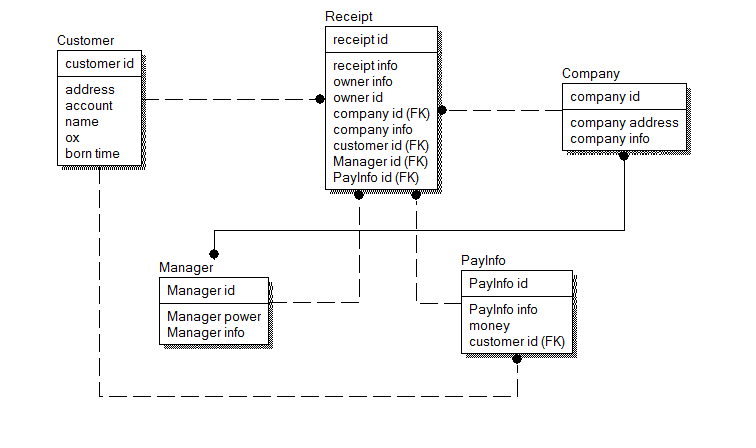 Customer
customer id
address
account
name
ox
born time
Receipt
receipt id
receipt info
owner info
owner id
company id (FK)
company info
customer id (FK)
Manager id (FK)
PayInfo id (FK)
Company
company id
company address
company info
Manager
Manager id
Manager power
Manager info
PayInfo
PayInfo id
PayInfo info
money
customer id (FK)